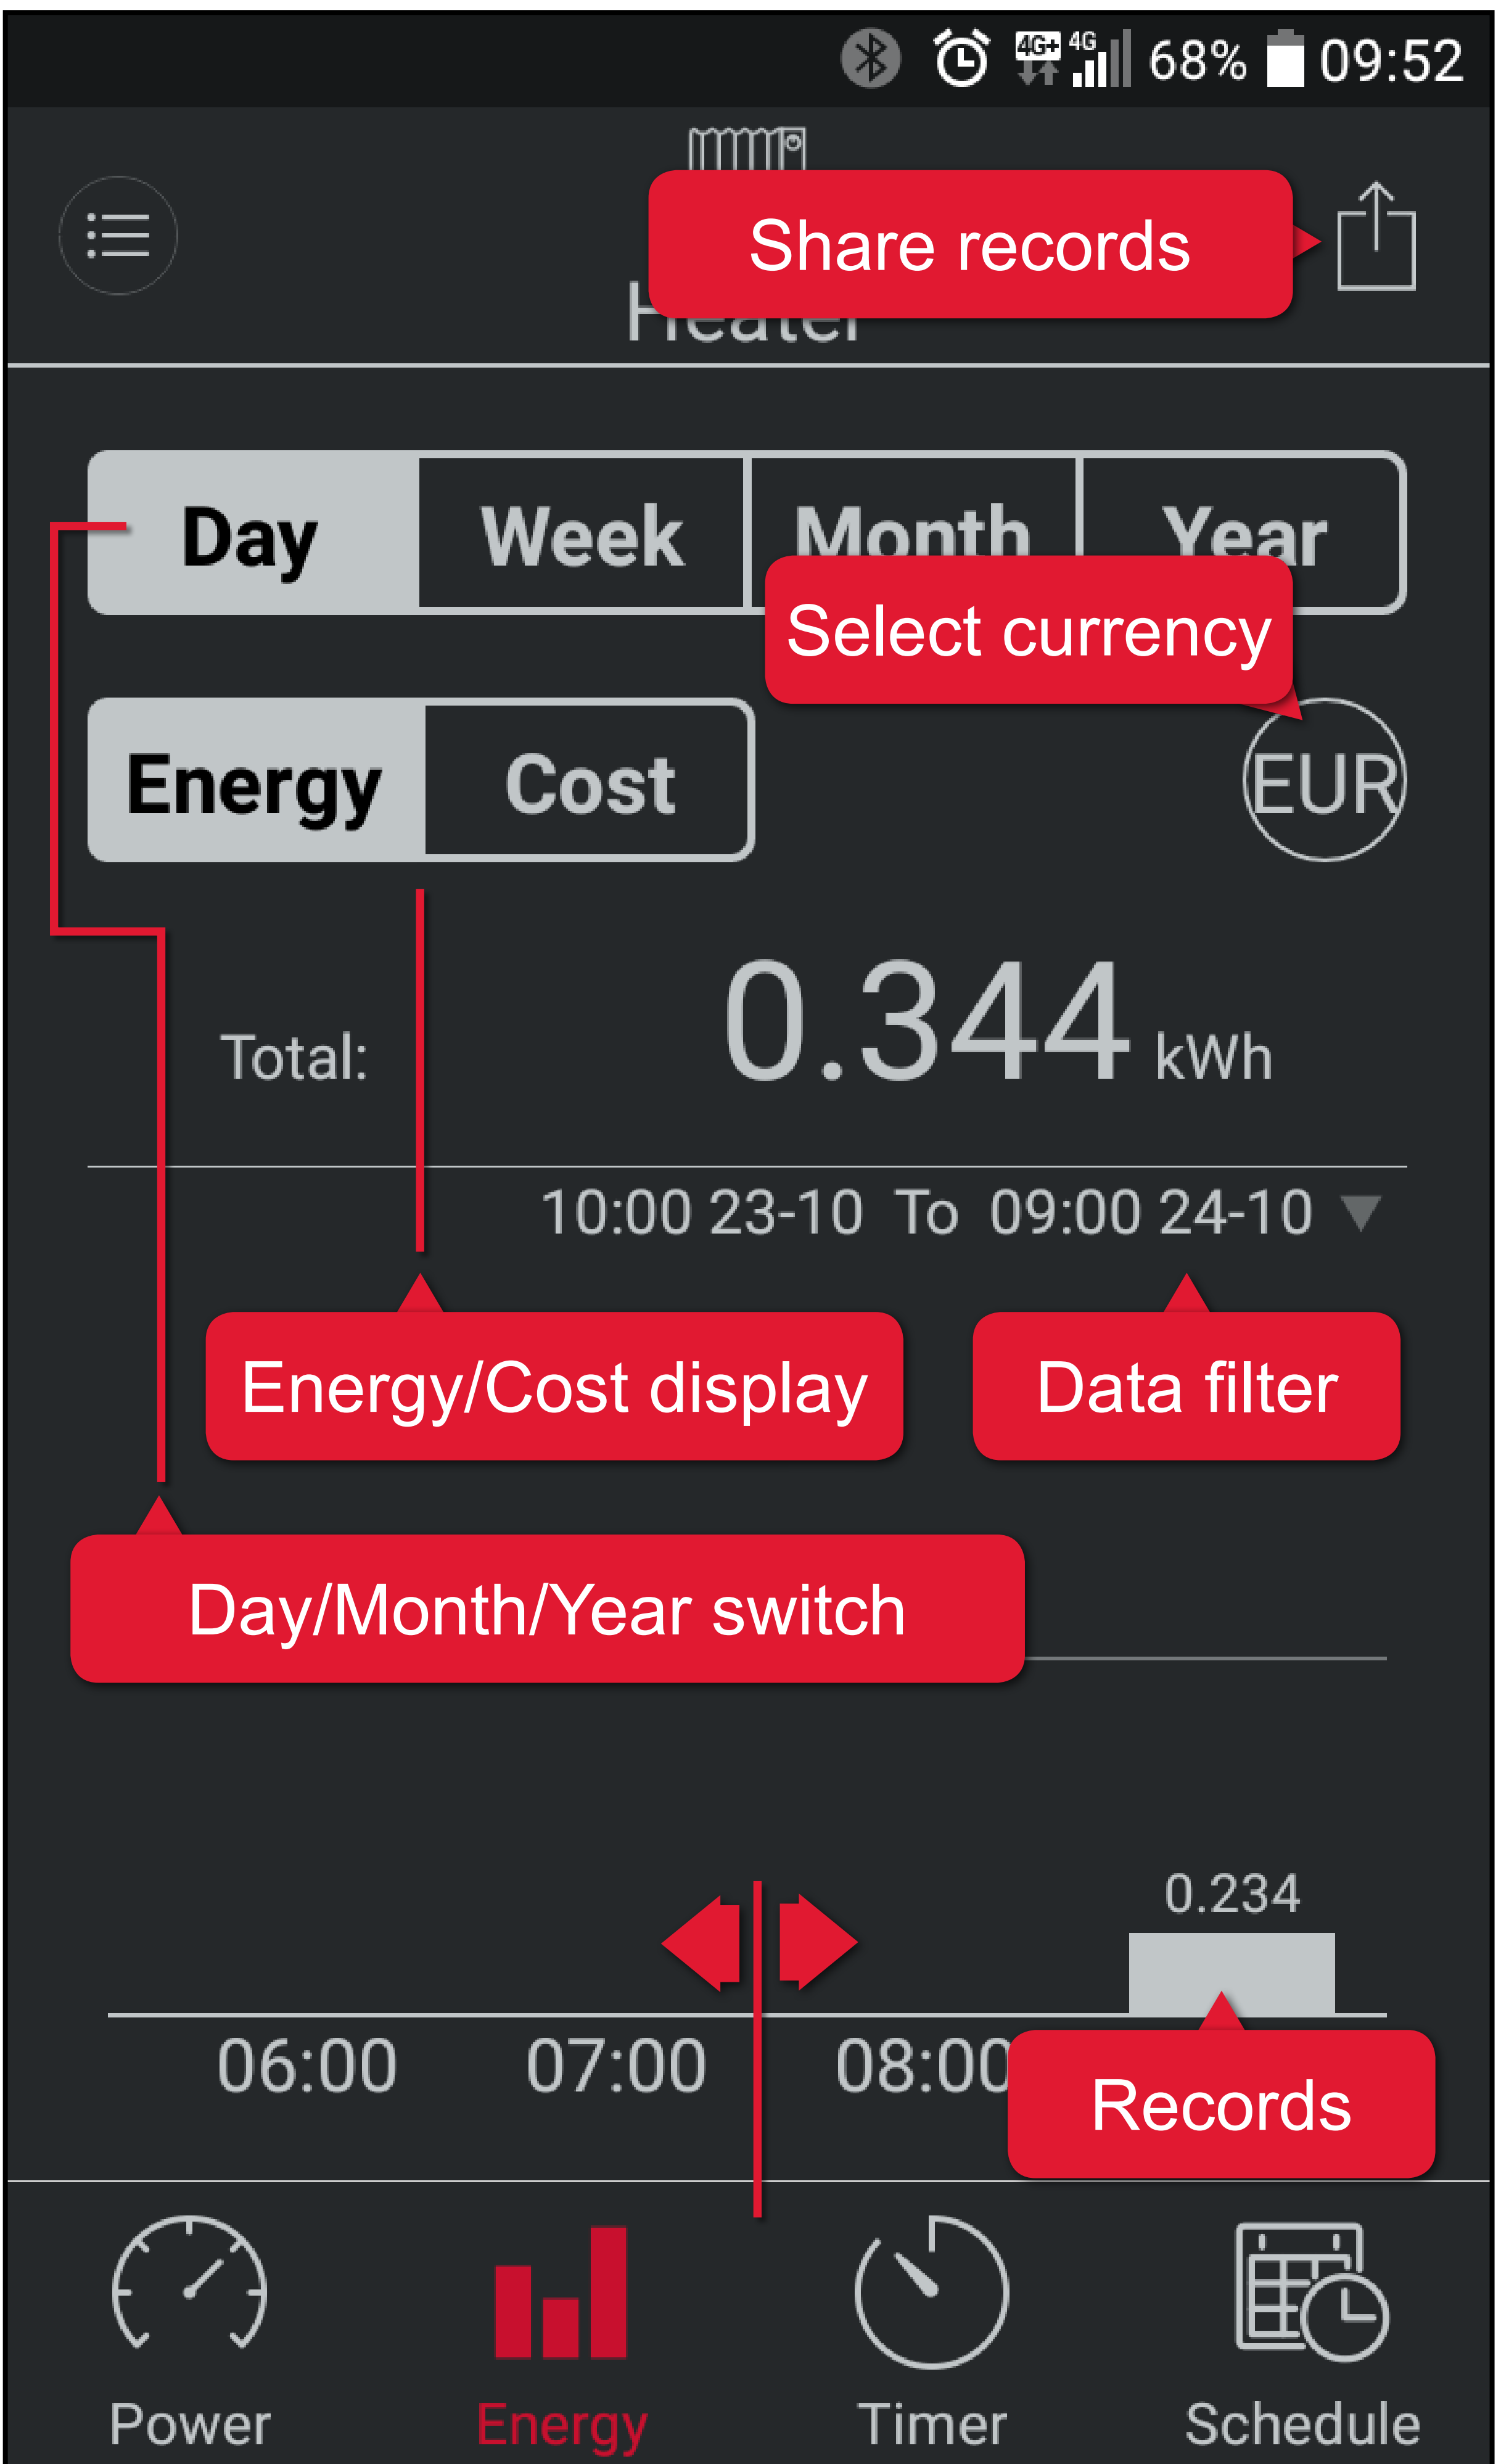 4G+ 4G 68% 09:52
Share records
Heater
Day Week Month Year
Select currency
Energy Cost EUR
Total: 0.344 kWh
10:00 23-10 To 09:00 24-10
Energy/Cost display Data filter
Day/Month/Year switch
0.234
06:00 07:00 08:00
Records
Power Energy Timer Schedule